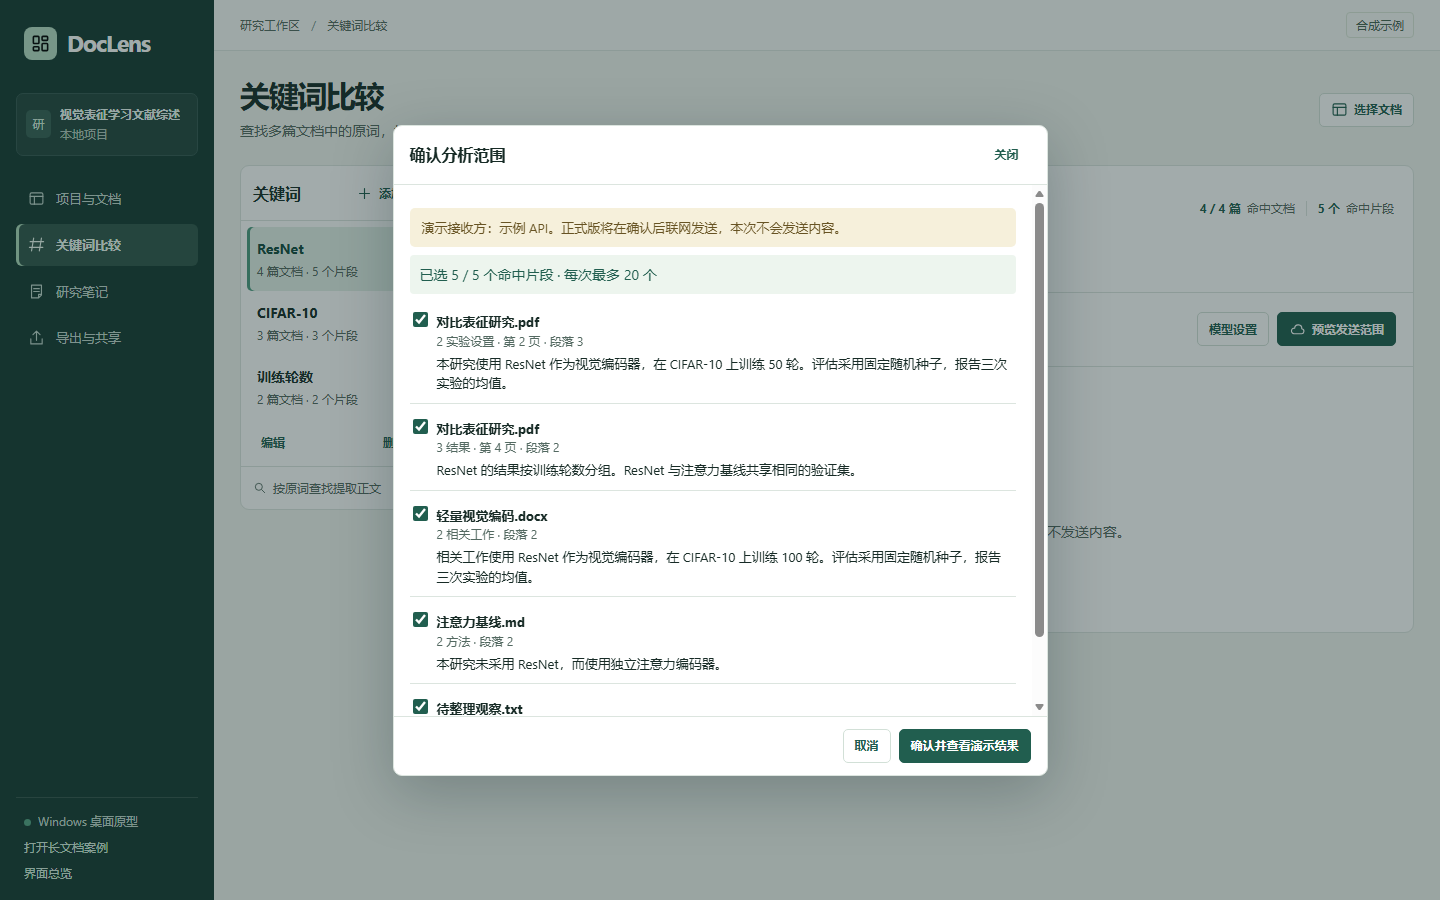 DocLens
研
视觉表征学习文献综述
本地项目
项目与文档
关键词比较
研究笔记
导出与共享
Windows 桌面原型
打开长文档案例
界面总览
研究工作区 / 关键词比较
合成示例
关键词比较
查找多篇文档中的原词，
选择文档
关键词
添加
ResNet
4 篇文档 · 5 个片段
CIFAR-10
3 篇文档 · 3 个片段
训练轮数
2 篇文档 · 2 个片段
编辑
按原词查找提取正文
4 / 4 篇 命中文档
5 个 命中片段
模型设置
预览发送范围
不发送内容。
确认分析范围
关闭
演示接收方：示例 API。正式版将在确认后联网发送，本次不会发送内容。
已选 5 / 5 个命中片段 · 每次最多 20 个
对比表征研究.pdf
2 实验设置 · 第 2 页 · 段落 3
本研究使用 ResNet 作为视觉编码器，在 CIFAR-10 上训练 50 轮。评估采用固定随机种子，报告三次
实验的均值。
对比表征研究.pdf
3 结果 · 第 4 页 · 段落 2
ResNet 的结果按训练轮数分组。ResNet 与注意力基线共享相同的验证集。
轻量视觉编码.docx
2 相关工作 · 段落 2
相关工作使用 ResNet 作为视觉编码器，在 CIFAR-10 上训练 100 轮。评估采用固定随机种子，报告
三次实验的均值。
注意力基线.md
2 方法 · 段落 2
本研究未采用 ResNet，而使用独立注意力编码器。
待整理观察.txt
取消
确认并查看演示结果